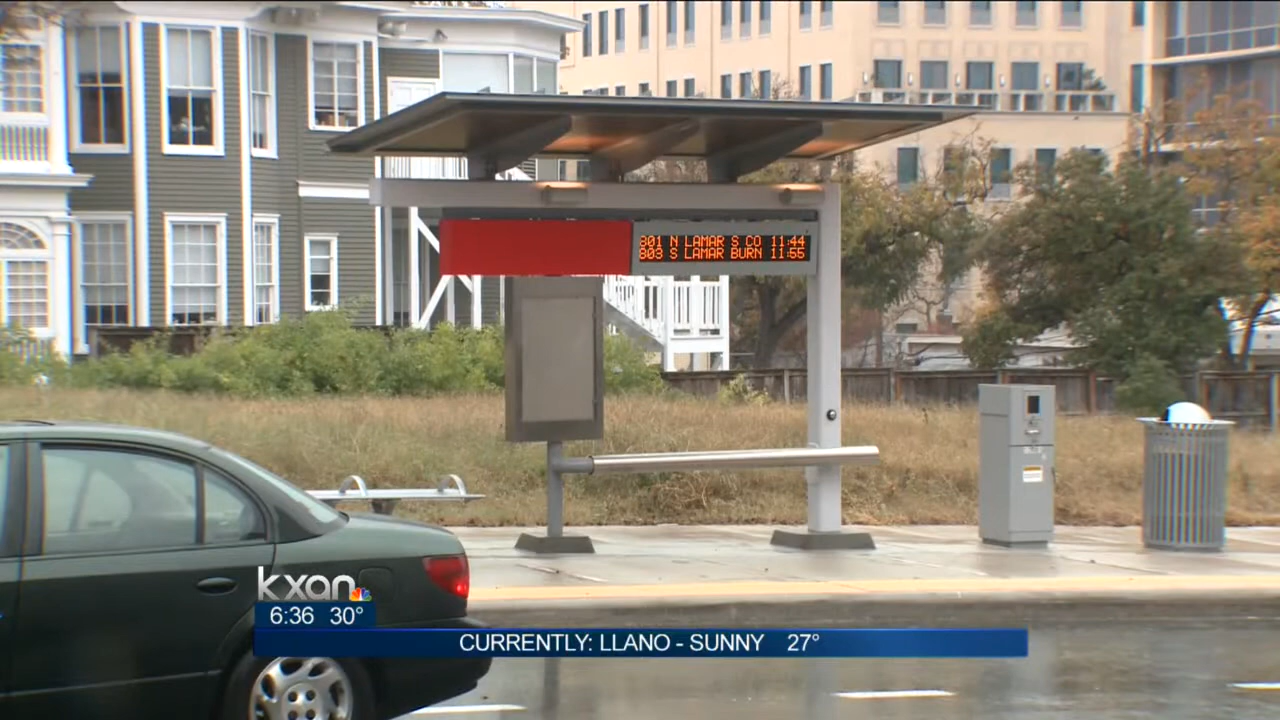 801 N LAMAR S CO 11:44
803 S LAMAR BURN 11:55
kxan
6:36 30°
CURRENTLY: LLANO - SUNNY 27°